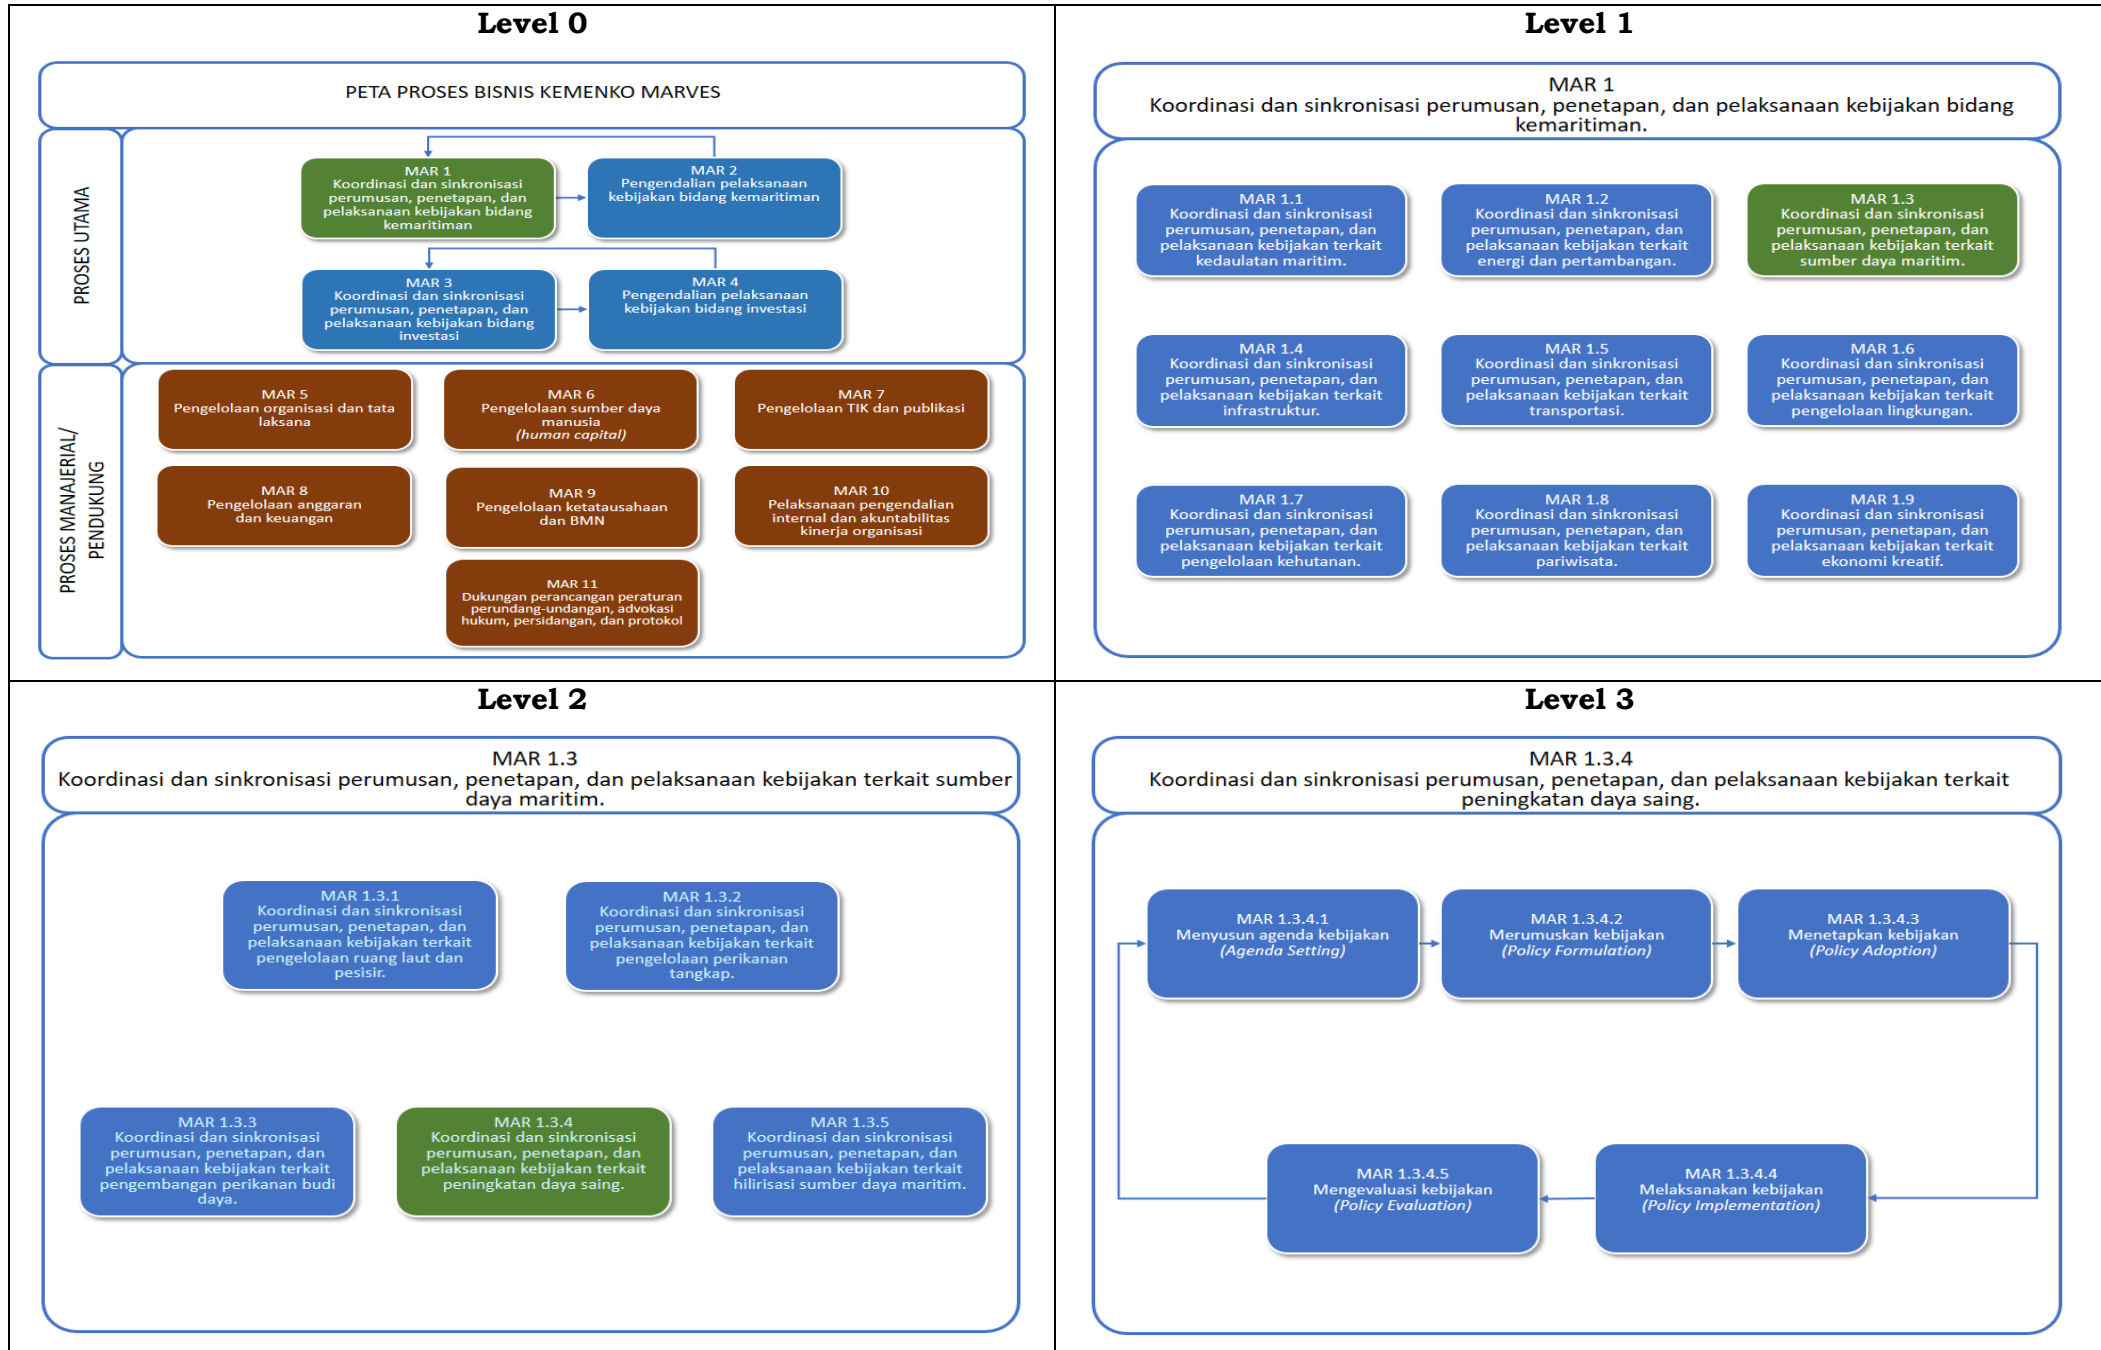 Level 0
PETA PROSES BISNIS KEMENKO MARVES
PROSES UTAMA
MAR 1
Koordinasi dan sinkronisasi
perumusan, penetapan, dan
pelaksanaan kebijakan bidang
kemaritiman
MAR 2
Pengendalian pelaksanaan
kebijakan bidang kemaritiman
MAR 3
Koordinasi dan sinkronisasi
perumusan, penetapan, dan
pelaksanaan kebijakan bidang
investasi
MAR 4
Pengendalian pelaksanaan
kebijakan bidang investasi
PROSES MANAJERIAL/
PENDUKUNG
MAR 5
Pengelolaan organisasi dan tata
laksana
MAR 6
Pengelolaan sumber daya
manusia
(human capital)
MAR 7
Pengelolaan TIK dan publikasi
MAR 8
Pengelolaan anggaran
dan keuangan
MAR 9
Pengelolaan ketatausahaan
dan BMN
MAR 10
Pelaksanaan pengendalian
internal dan akuntabilitas
kinerja organisasi
MAR 11
Dukungan perancangan peraturan
perundang-undangan, advokasi
hukum, persidangan, dan protokol
Level 1
MAR 1
Koordinasi dan sinkronisasi perumusan, penetapan, dan pelaksanaan kebijakan bidang
kemaritiman.
MAR 1.1
Koordinasi dan sinkronisasi
perumusan, penetapan, dan
pelaksanaan kebijakan terkait
kedaulatan maritim.
MAR 1.2
Koordinasi dan sinkronisasi
perumusan, penetapan, dan
pelaksanaan kebijakan terkait
energi dan pertambangan.
MAR 1.3
Koordinasi dan sinkronisasi
perumusan, penetapan, dan
pelaksanaan kebijakan terkait
sumber daya maritim.
MAR 1.4
Koordinasi dan sinkronisasi
perumusan, penetapan, dan
pelaksanaan kebijakan terkait
infrastruktur.
MAR 1.5
Koordinasi dan sinkronisasi
perumusan, penetapan, dan
pelaksanaan kebijakan terkait
transportasi.
MAR 1.6
Koordinasi dan sinkronisasi
perumusan, penetapan, dan
pelaksanaan kebijakan terkait
pengelolaan lingkungan.
MAR 1.7
Koordinasi dan sinkronisasi
perumusan, penetapan, dan
pelaksanaan kebijakan terkait
pengelolaan kehutanan.
MAR 1.8
Koordinasi dan sinkronisasi
perumusan, penetapan, dan
pelaksanaan kebijakan terkait
pariwisata.
MAR 1.9
Koordinasi dan sinkronisasi
perumusan, penetapan, dan
pelaksanaan kebijakan terkait
ekonomi kreatif.
Level 2
MAR 1.3
Koordinasi dan sinkronisasi perumusan, penetapan, dan pelaksanaan kebijakan terkait sumber
daya maritim.
MAR 1.3.1
Koordinasi dan sinkronisasi
perumusan, penetapan, dan
pelaksanaan kebijakan terkait
pengelolaan ruang laut dan
pesisir.
MAR 1.3.2
Koordinasi dan sinkronisasi
perumusan, penetapan, dan
pelaksanaan kebijakan terkait
pengelolaan perikanan
tangkap.
MAR 1.3.3
Koordinasi dan sinkronisasi
perumusan, penetapan, dan
pelaksanaan kebijakan terkait
pengembangan perikanan budi
daya.
MAR 1.3.4
Koordinasi dan sinkronisasi
perumusan, penetapan, dan
pelaksanaan kebijakan terkait
peningkatan daya saing.
MAR 1.3.5
Koordinasi dan sinkronisasi
perumusan, penetapan, dan
pelaksanaan kebijakan terkait
hilirisasi sumber daya maritim.
Level 3
MAR 1.3.4
Koordinasi dan sinkronisasi perumusan, penetapan, dan pelaksanaan kebijakan terkait
peningkatan daya saing.
MAR 1.3.4.1
Menyusun agenda kebijakan
(Agenda Setting)
MAR 1.3.4.2
Merumuskan kebijakan
(Policy Formulation)
MAR 1.3.4.3
Menetapkan kebijakan
(Policy Adoption)
MAR 1.3.4.5
Mengevaluasi kebijakan
(Policy Evaluation)
MAR 1.3.4.4
Melaksanakan kebijakan
(Policy Implementation)